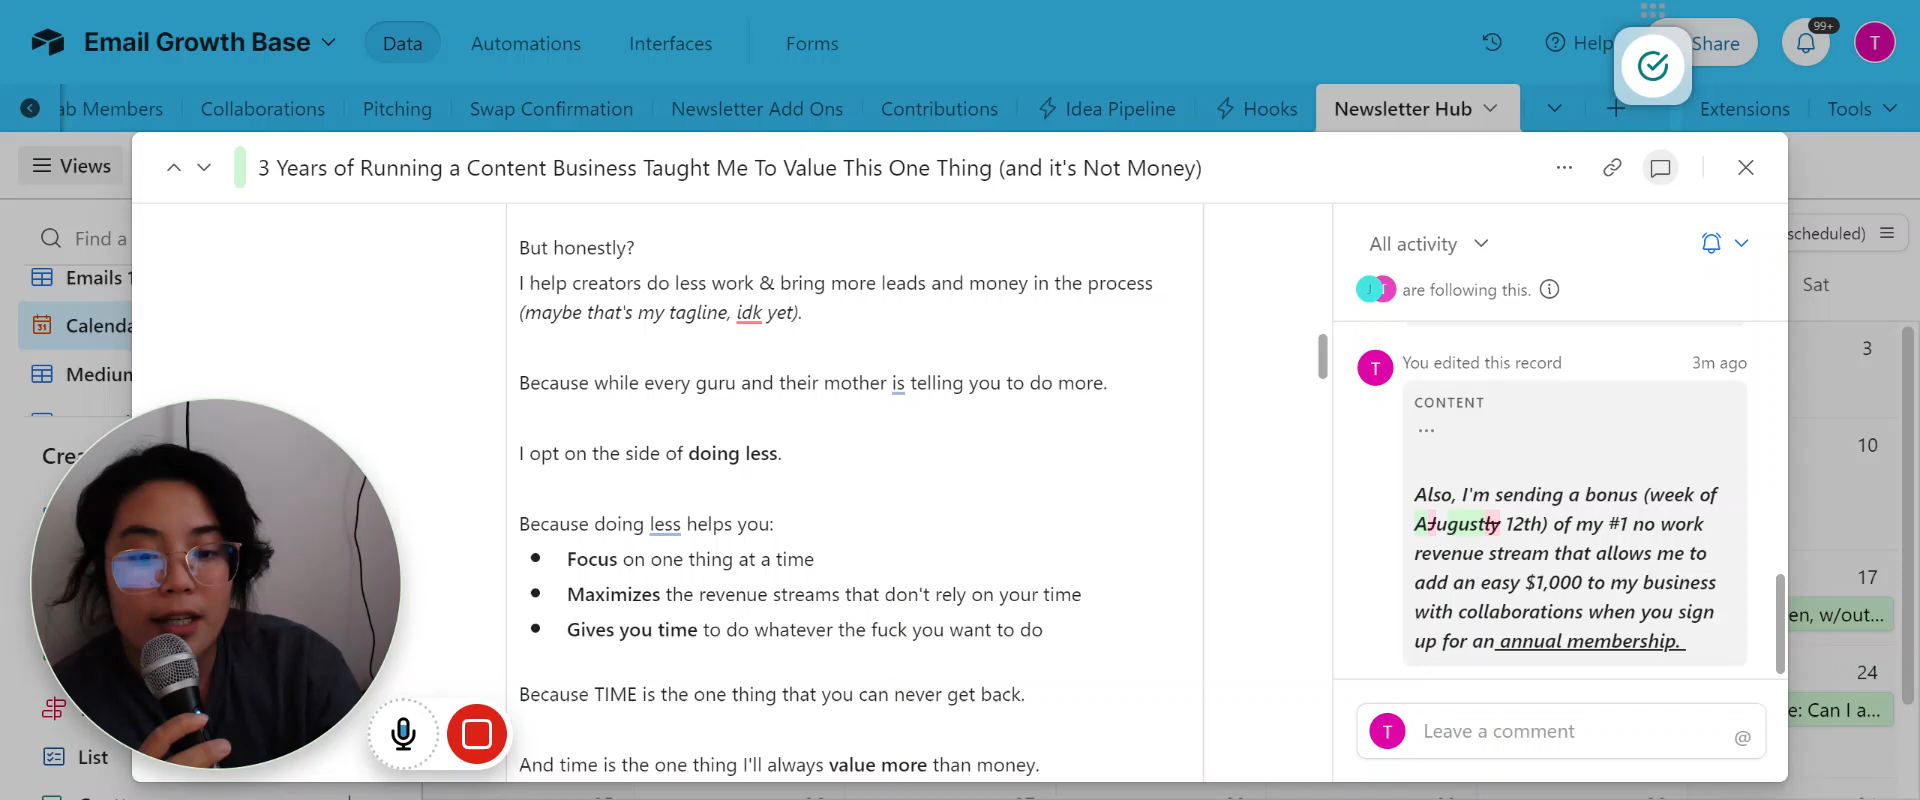 Email Growth Base
Data
Automations
Interfaces
Forms
Help
Share
99+
T
ab Members
Collaborations
Pitching
Swap Confirmation
Newsletter Add Ons
Contributions
Idea Pipeline
Hooks
Newsletter Hub
Extensions
Tools
Views
3 Years of Running a Content Business Taught Me To Value This One Thing (and it's Not Money)
Find a
Emails 1
31
Calenda
Medium
Crea
List
But honestly?
I help creators do less work & bring more leads and money in the process
(maybe that's my tagline, idk yet).
Because while every guru and their mother is telling you to do more.
I opt on the side of doing less.
Because doing less helps you:
Focus on one thing at a time
Maximizes the revenue streams that don't rely on your time
Gives you time to do whatever the fuck you want to do
Because TIME is the one thing that you can never get back.
And time is the one thing I'll always value more than money.
All activity
J T are following this.
T
You edited this record
3m ago
CONTENT
...
Also, I'm sending a bonus (week of
AJugustly 12th) of my #1 no work
revenue stream that allows me to
add an easy $1,000 to my business
with collaborations when you sign
up for an annual membership.
T
Leave a comment
@
scheduled)
Sat
3
10
17
en, w/out...
24
e: Can I a...